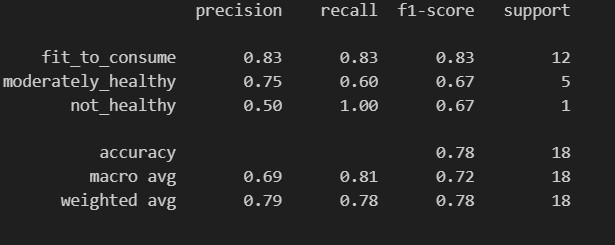 precision recall f1-score support
fit_to_consume 0.83 0.83 0.83 12
moderately_healthy 0.75 0.60 0.67 5
not_healthy 0.50 1.00 0.67 1
accuracy 0.78 18
macro avg 0.69 0.81 0.72 18
weighted avg 0.79 0.78 0.78 18